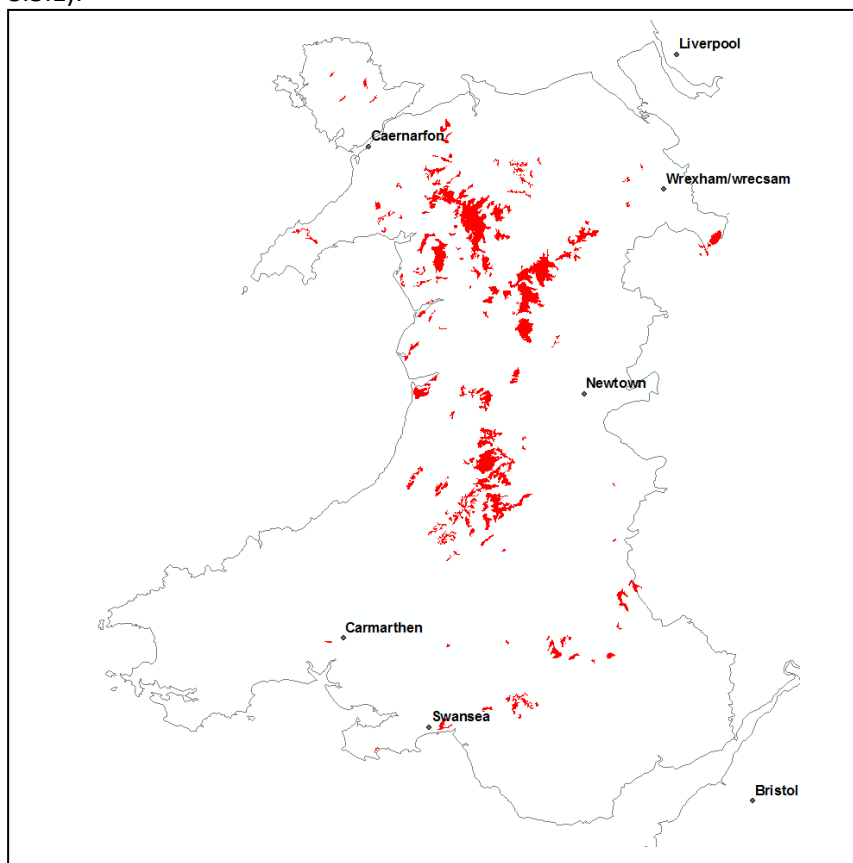 Liverpool
Caernarfon
Wrexham/wrecsam
Newtown
Carmarthen
Swansea
Bristol